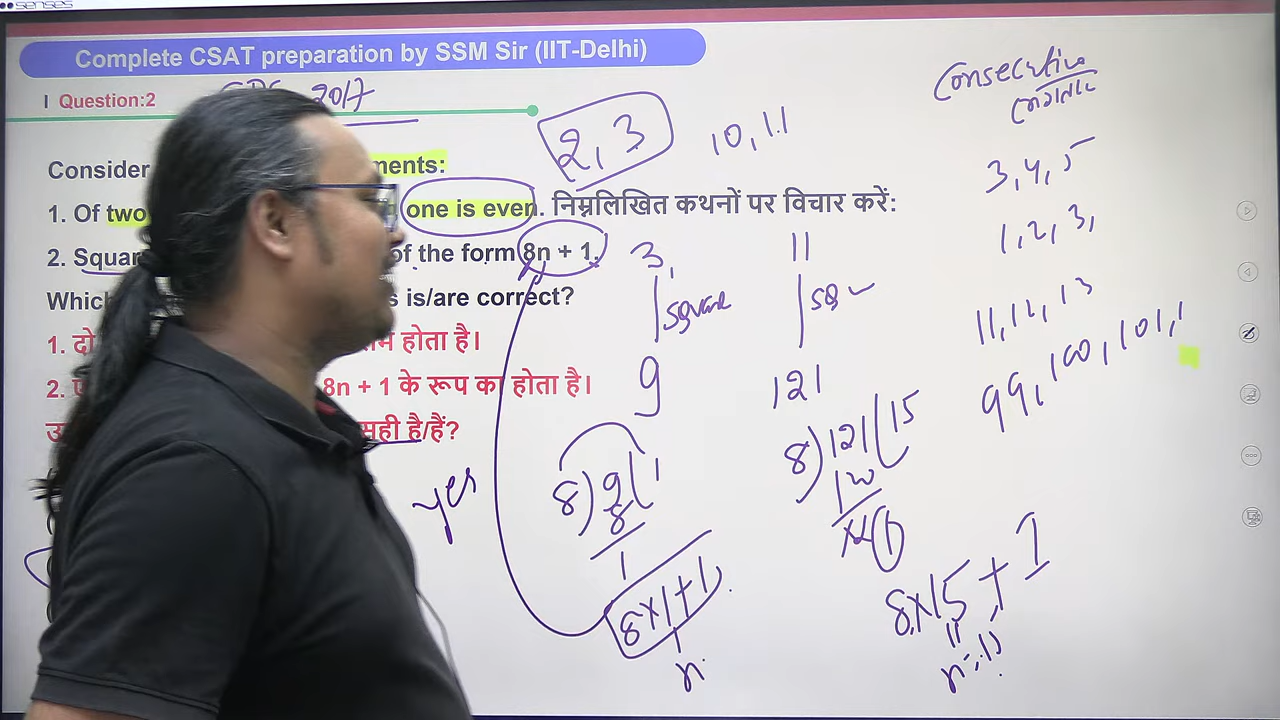 senses
Complete CSAT preparation by SSM Sir (IIT-Delhi)
Question:2
2017
Consider ments:
1. Of two one is even. निम्नलिखित कथनों पर विचार करें:
2. Squar of the form 8n + 1.
Which s is/are correct?
1. दो होता है।
2. 8n + 1 के रूप का होता है।
सही है/हैं?
yes
2, 3
10, 11
3,
square
9
8) 9 ( 1
8
1
8x1+1
n
11
sq
121
8) 121 ( 15
120
1
8x15 + 1
n = 15
Consecutive
3, 4, 5
1, 2, 3,
11, 12, 13
99, 100, 101, 1